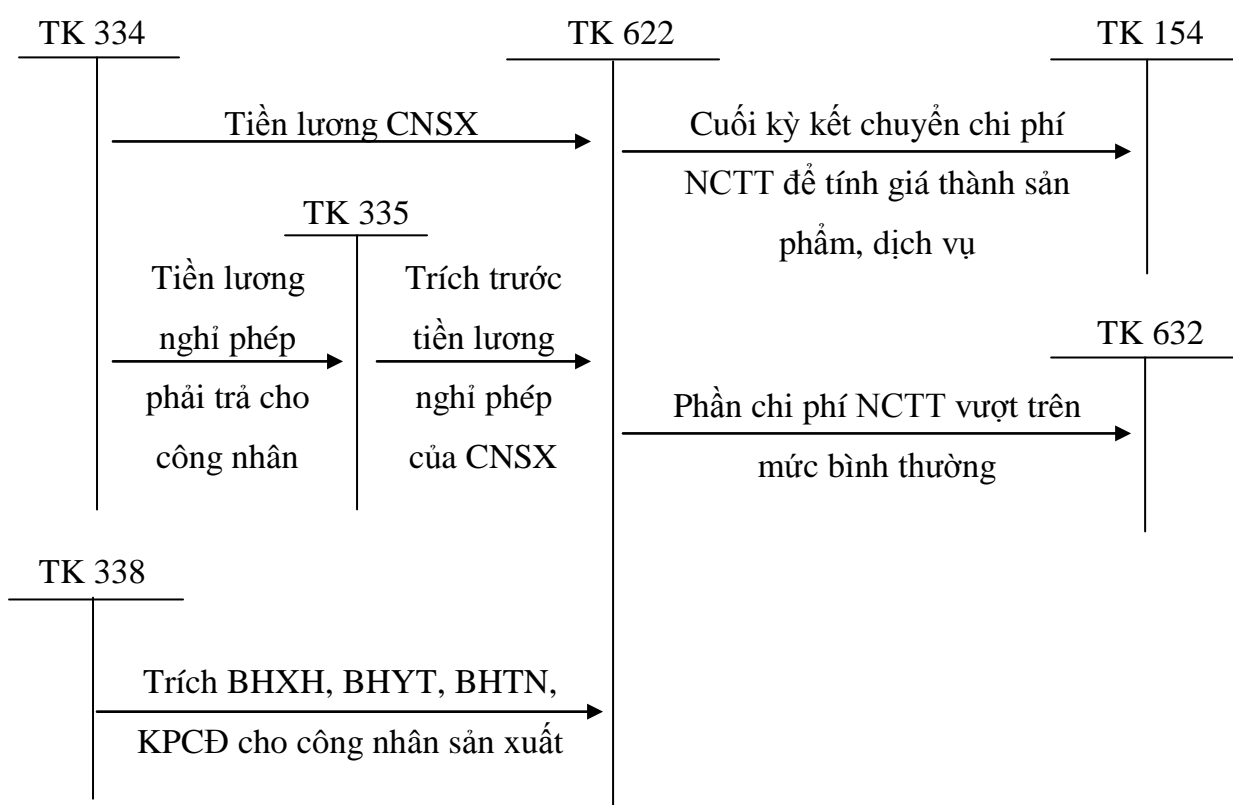 TK 334
TK 622
TK 154
Tiền lương CNSX
Cuối kỳ kết chuyển chi phí
NCTT để tính giá thành sản
phẩm, dịch vụ
TK 335
Tiền lương
nghỉ phép
phải trả cho
công nhân
Trích trước
tiền lương
nghỉ phép
của CNSX
TK 632
Phần chi phí NCTT vượt trên
mức bình thường
TK 338
Trích BHXH, BHYT, BHTN,
KPCĐ cho công nhân sản xuất